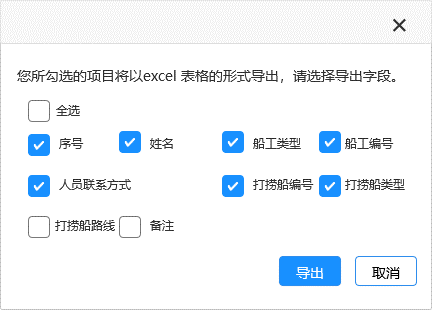 您所勾选的项目将以excel 表格的形式导出，请选择导出字段。
全选
序号 姓名 船工类型 船工编号
人员联系方式 打捞船编号 打捞船类型
打捞船路线 备注
导出 取消